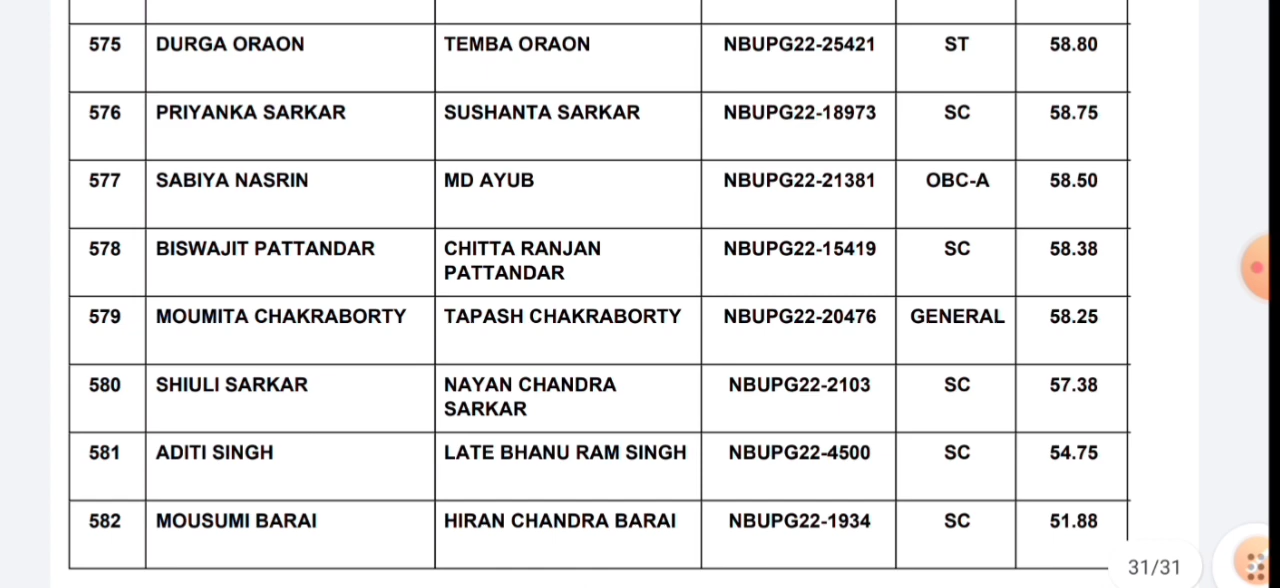 575 DURGA ORAON TEMBA ORAON NBUPG22-25421 ST 58.80
576 PRIYANKA SARKAR SUSHANTA SARKAR NBUPG22-18973 SC 58.75
577 SABIYA NASRIN MD AYUB NBUPG22-21381 OBC-A 58.50
578 BISWAJIT PATTANDAR CHITTA RANJAN NBUPG22-15419 SC 58.38
PATTANDAR
579 MOUMITA CHAKRABORTY TAPASH CHAKRABORTY NBUPG22-20476 GENERAL 58.25
580 SHIULI SARKAR NAYAN CHANDRA NBUPG22-2103 SC 57.38
SARKAR
581 ADITI SINGH LATE BHANU RAM SINGH NBUPG22-4500 SC 54.75
582 MOUSUMI BARAI HIRAN CHANDRA BARAI NBUPG22-1934 SC 51.88
31/31